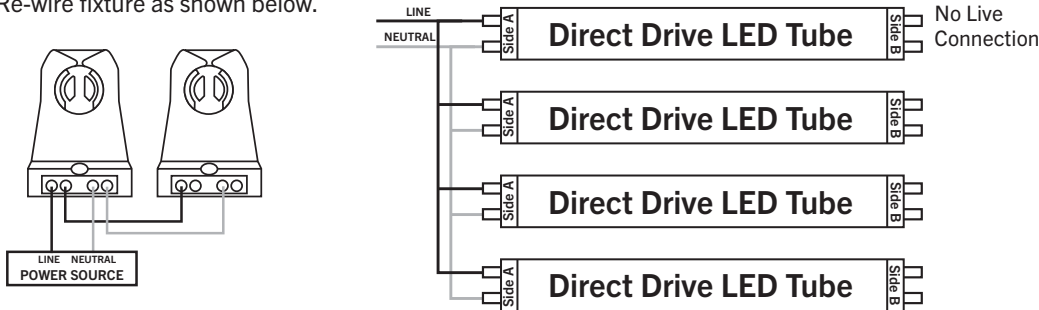 Re-wire fixture as shown below.
LINE NEUTRAL
POWER SOURCE
LINE
NEUTRAL
Side A Direct Drive LED Tube Side B
No Live
Connection
Side A Direct Drive LED Tube Side B
Side A Direct Drive LED Tube Side B
Side A Direct Drive LED Tube Side B